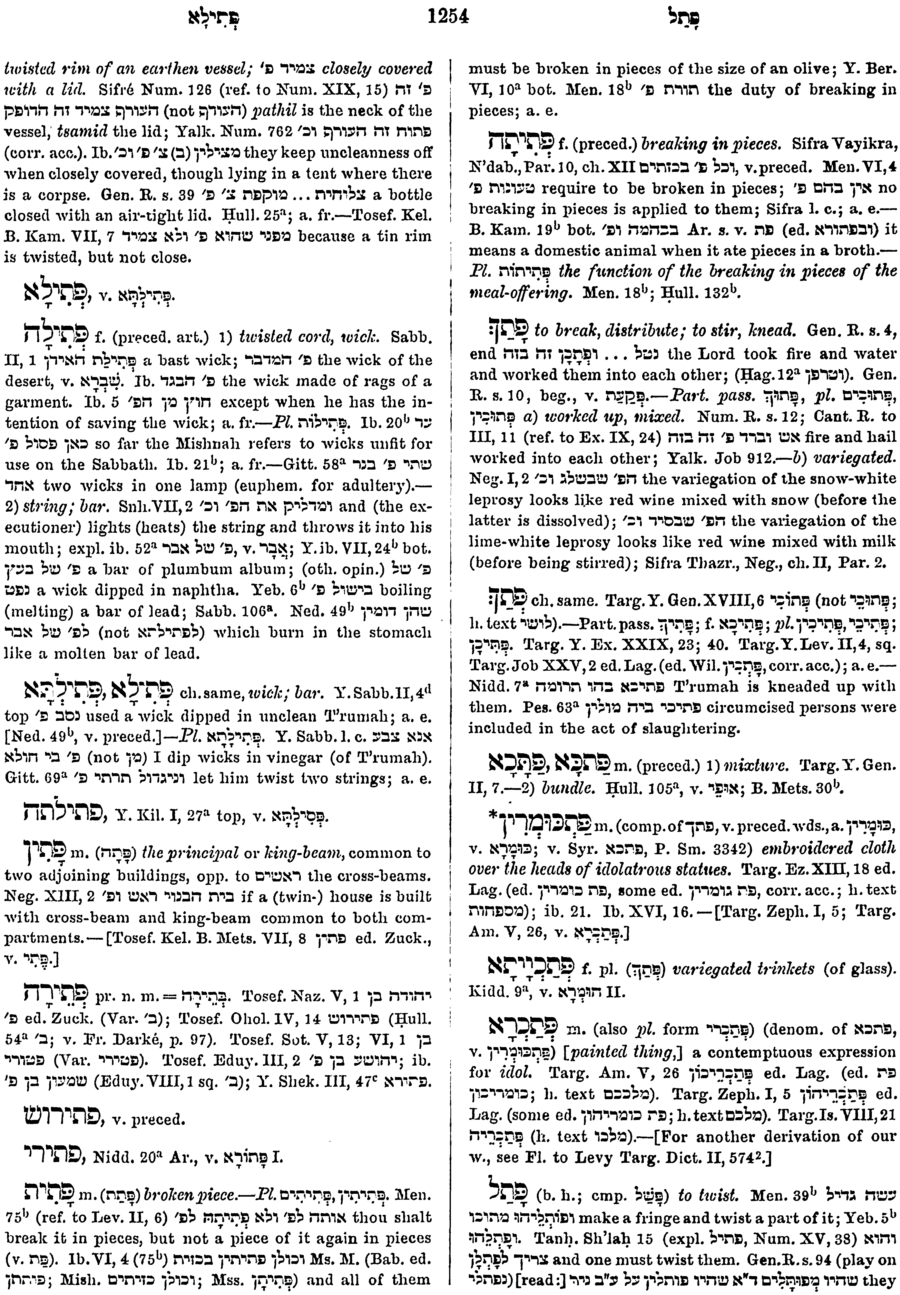 פְּתִילָא 1254 פָּתַל
twisted rim of an earthen vessel; צמיד פ׳ closely covered
with a lid. Sifré Num. 126 (ref. to Num. XIX, 15) פ׳ זה
העורף צמיד זה הדופק (not העודף) pathil is the neck of the
vessel, tsamid the lid; Yalk. Num. 762 פתוח זה העורף וכ׳
(corr. acc.). Ib. מצילין (ב)צ׳ פ׳ וכ׳ they keep uncleanness off
when closely covered, though lying in a tent where there
is a corpse. Gen. R. s. 39 צלוחית ... מוקפת צ׳ פ׳ a bottle
closed with an air-tight lid. Ḥull. 25ᵃ; a. fr.—Tosef. Kel.
B. Kam. VII, 7 מפני שהוא פ׳ ולא צמיד because a tin rim
is twisted, but not close.
פְּתִילָא, v. פְּתִילְתָּא.
פְּתִילָה f. (preced. art.) 1) twisted cord, wick. Sabb.
II, 1 פְּתִילַת האידן a bast wick; פ׳ המדבר the wick of the
desert, v. שַׁבְרָא. Ib. פ׳ הבגד the wick made of rags of a
garment. Ib. 5 חוץ מן הפ׳ except when he has the in-
tention of saving the wick; a. fr.—Pl. פְּתִילוֹת. Ib. 20ᵇ עד
כאן פסול פ׳ so far the Mishnah refers to wicks unfit for
use on the Sabbath. Ib. 21ᵇ; a. fr.—Gitt. 58ᵃ שתי פ׳ בנר
אחד two wicks in one lamp (euphem. for adultery).—
2) string; bar. Snh. VII, 2 ומדליק את הפ׳ וכ׳ and (the ex-
ecutioner) lights (heats) the string and throws it into his
mouth; expl. ib. 52ᵃ פ׳ של אבר, v. אֲבָר; Y. ib. VII, 24ᵇ bot.
פ׳ של בעץ a bar of plumbum album; (oth. opin.) פ׳ של
נפט a wick dipped in naphtha. Yeb. 6ᵇ בישול פ׳ boiling
(melting) a bar of lead; Sabb. 106ᵃ. Ned. 49ᵇ שהן דומין
לפ׳ של אבר (not לפתילתא) which burn in the stomach
like a molten bar of lead.
פְּתִילָא, פְּתִילְתָּא ch. same, wick; bar. Y. Sabb. II, 4ᵈ
top נסב פ׳ used a wick dipped in unclean T'rumah; a. e.
[Ned. 49ᵇ, v. preced.]—Pl. פְּתִילָתָא. Y. Sabb. l. c. אנא צבע
פ׳ בי חולא (not מן) I dip wicks in vinegar (of T'rumah).
Gitt. 69ᵃ וניגדול תרתי פ׳ let him twist two strings; a. e.
פתילתה, Y. Kil. I, 27ᵃ top, v. פְּסִילְתָּא.
פָּתִין m. (פָּתָה) the principal or king-beam, common to
two adjoining buildings, opp. to ראשים the cross-beams.
Neg. XIII, 2 בית הבנוי ראש ופ׳ if a (twin-) house is built
with cross-beam and king-beam common to both com-
partments.—[Tosef. Kel. B. Mets. VII, 8 פתין ed. Zuck.,
v. פֶּתִי.]
פְּתֵירָה pr. n. m. = בְּתֵירָה. Tosef. Naz. V, 1 יהודה בן
פ׳ ed. Zuck. (Var. ב׳); Tosef. Ohol. IV, 14 פתירוש (Ḥull.
54ᵃ ב׳; v. Fr. Darké, p. 97). Tosef. Sot. V, 13; VI, 1 בן
פטורי (Var. פטירי). Tosef. Eduy. III, 2 יהושע בן פ׳; ib.
שמעון בן פ׳ (Eduy. VIII, 1 sq. ב׳); Y. Shek. III, 47ᶜ פתירא.
פתירוש, v. preced.
פתירי, Nidd. 20ᵃ Ar., v. פָּתוֹרָא I.
פָּתִית m. (פָּתַת) broken piece.—Pl. פְּתִיתִים, פְּתִיתִין. Men.
75ᵇ (ref. to Lev. II, 6) אותה לפ׳ ולא פְּתִיתָהּ לפ׳ thou shalt
break it in pieces, but not a piece of it again in pieces
(v. פת). Ib. VI, 4 (75ᵇ) וכולן פתיתין בכזית Ms. M. (Bab. ed.
פותתן; Mish. וכולן כזיתים; Mss. פְּתִיתָן) and all of them
must be broken in pieces of the size of an olive; Y. Ber.
VI, 10ᵃ bot. Men. 18ᵇ תורת פ׳ the duty of breaking in
pieces; a. e.
פְּתִיתָה f. (preced.) breaking in pieces. Sifra Vayikra,
N'dab., Par. 10, ch. XII וכל פ׳ בכזתים, v. preced. Men. VI, 4
טעונות פ׳ require to be broken in pieces; אין בהם פ׳ no
breaking in pieces is applied to them; Sifra l. c.; a. e.—
B. Kam. 19ᵇ bot. בבהמה ופ׳ Ar. s. v. פת (ed. ובפתורא) it
means a domestic animal when it ate pieces in a broth.—
Pl. פְּתִיתוֹת the function of the breaking in pieces of the
meal-offering. Men. 18ᵇ; Ḥull. 132ᵇ.
פָּתַךְ to break, distribute; to stir, knead. Gen. R. s. 4,
end נטל ... וּפְתָכָן זה בזה the Lord took fire and water
and worked them into each other; (Hag. 12ᵃ וטרפן). Gen.
R. s. 10, beg., v. פְּקַעַת.—Part. pass. פָּתוּךְ, pl. פְּתוּכִים,
פְּתוּכִין a) worked up, mixed. Num. R. s. 12; Cant. R. to
III, 11 (ref. to Ex. IX, 24) אש וברד פ׳ זה בזה fire and hail
worked into each other; Yalk. Job 912.—b) variegated.
Neg. I, 2 הפ׳ שבשלג וכ׳ the variegation of the snow-white
leprosy looks like red wine mixed with snow (before the
latter is dissolved); הפ׳ שבסיד וכ׳ the variegation of the
lime-white leprosy looks like red wine mixed with milk
(before being stirred); Sifra Thazr., Neg., ch. II, Par. 2.
פְּתַךְ ch. same. Targ. Y. Gen. XVIII, 6 פְּתוֹכִי (not פְּתוּכֵי;
h. text לושי).—Part. pass. פְּתִיךְ; f. פְּתִיכָא; pl. פְּתִיכֵי, פְּתִיכִין;
פְּתִיכָן. Targ. Y. Ex. XXIX, 23; 40. Targ. Y. Lev. II, 4, sq.
Targ. Job XXV, 2 ed. Lag. (ed. Wil. פָּתְכִין, corr. acc.); a. e.—
Nidd. 7ᵃ פתיכא בהו תרומה T'rumah is kneaded up with
them. Pes. 63ᵃ פתיכי ביה מולין circumcised persons were
included in the act of slaughtering.
פַּתְכָּא, פַּתָּכָא m. (preced.) 1) mixture. Targ. Y. Gen.
II, 7.—2) bundle. Ḥull. 105ᵃ, v. אוּפֵי; B. Mets. 30ᵇ.
*פַּתְכּוּמְרִין m. (comp. of פתך, v. preced. wds., a. כּוּמְרִין,
v. כּוּמְרָא; v. Syr. פתכא, P. Sm. 3342) embroidered cloth
over the heads of idolatrous statues. Targ. Ez. XIII, 18 ed.
Lag. (ed. פת כומרין, some ed. פת גומרין, corr. acc.; h. text
מספחות); ib. 21. Ib. XVI, 16.—[Targ. Zeph. I, 5; Targ.
Am. V, 26, v. פְּתַכְרָא.]
פְּתַכְוְיָיתָא f. pl. (פְּתַךְ) variegated trinkets (of glass).
Kidd. 9ᵃ, v. הוּמְרָא II.
פְּתַכְרָא m. (also pl. form פְּתַכְרֵי) (denom. of פתכא,
v. פַּתְכּוּמְרִין) [painted thing,] a contemptuous expression
for idol. Targ. Am. V, 26 פְּתַכְרֵיכוֹן ed. Lag. (ed. פת
כומריכון; h. text מלככם). Targ. Zeph. I, 5 פְּתַכְרֵיהוֹן ed.
Lag. (some ed. פת כומריהון; h. text מלכם). Targ. Is. VIII, 21
פְּתַכְרֵיהּ (h. text מלכו).—[For another derivation of our
w., see Fl. to Levy Targ. Dict. II, 574².]
פָּתַל (b. h.; cmp. פָּשַׁל) to twist. Men. 39ᵇ עשה גדיל
וּפוֹתְלֵיהוּ מתוכו make a fringe and twist a part of it; Yeb. 5ᵇ
וּפְתָלֵהוּ. Tanḥ. Sh'laḥ 15 (expl. פתיל, Num. XV, 38) והוא
צריך לְפָתְלָן and one must twist them. Gen. R. s. 94 (play on
נפתלי) [read:] שהיו מְפוּתָּלִים ד״א שהיו פותלין על ע״ב ניר they